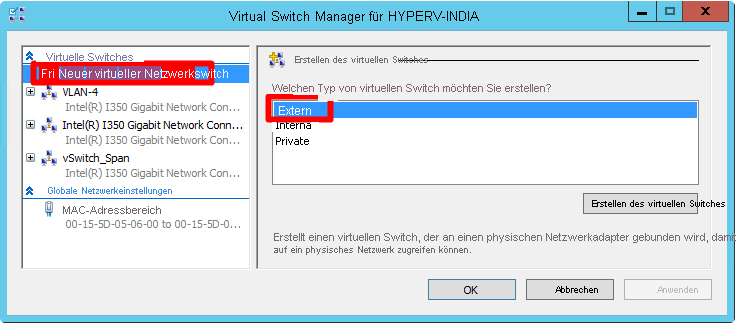 Virtual Switch Manager für HYPERV-INDIA
Virtuelle Switches
Fri Neuer virtueller Netzwerkswitch
VLAN-4
Intel(R) I350 Gigabit Network Conn...
Intel(R) I350 Gigabit Network Con...
Intel(R) I350 Gigabit Network Conn...
vSwitch_Span
Intel(R) I350 Gigabit Network Conn...
Globale Netzwerkeinstellungen
MAC-Adressbereich
00-15-5D-05-06-00 to 00-15-5D-0...
Erstellen des virtuellen Switches
Welchen Typ von virtuellen Switch möchten Sie erstellen?
Extern
Interna
Private
Erstellen des virtuellen Switches
Erstellt einen virtuellen Switch, der an einen physischen Netzwerkadapter gebunden wird, dami
auf ein physisches Netzwerk zugreifen können.
OK
Abbrechen
Anwenden